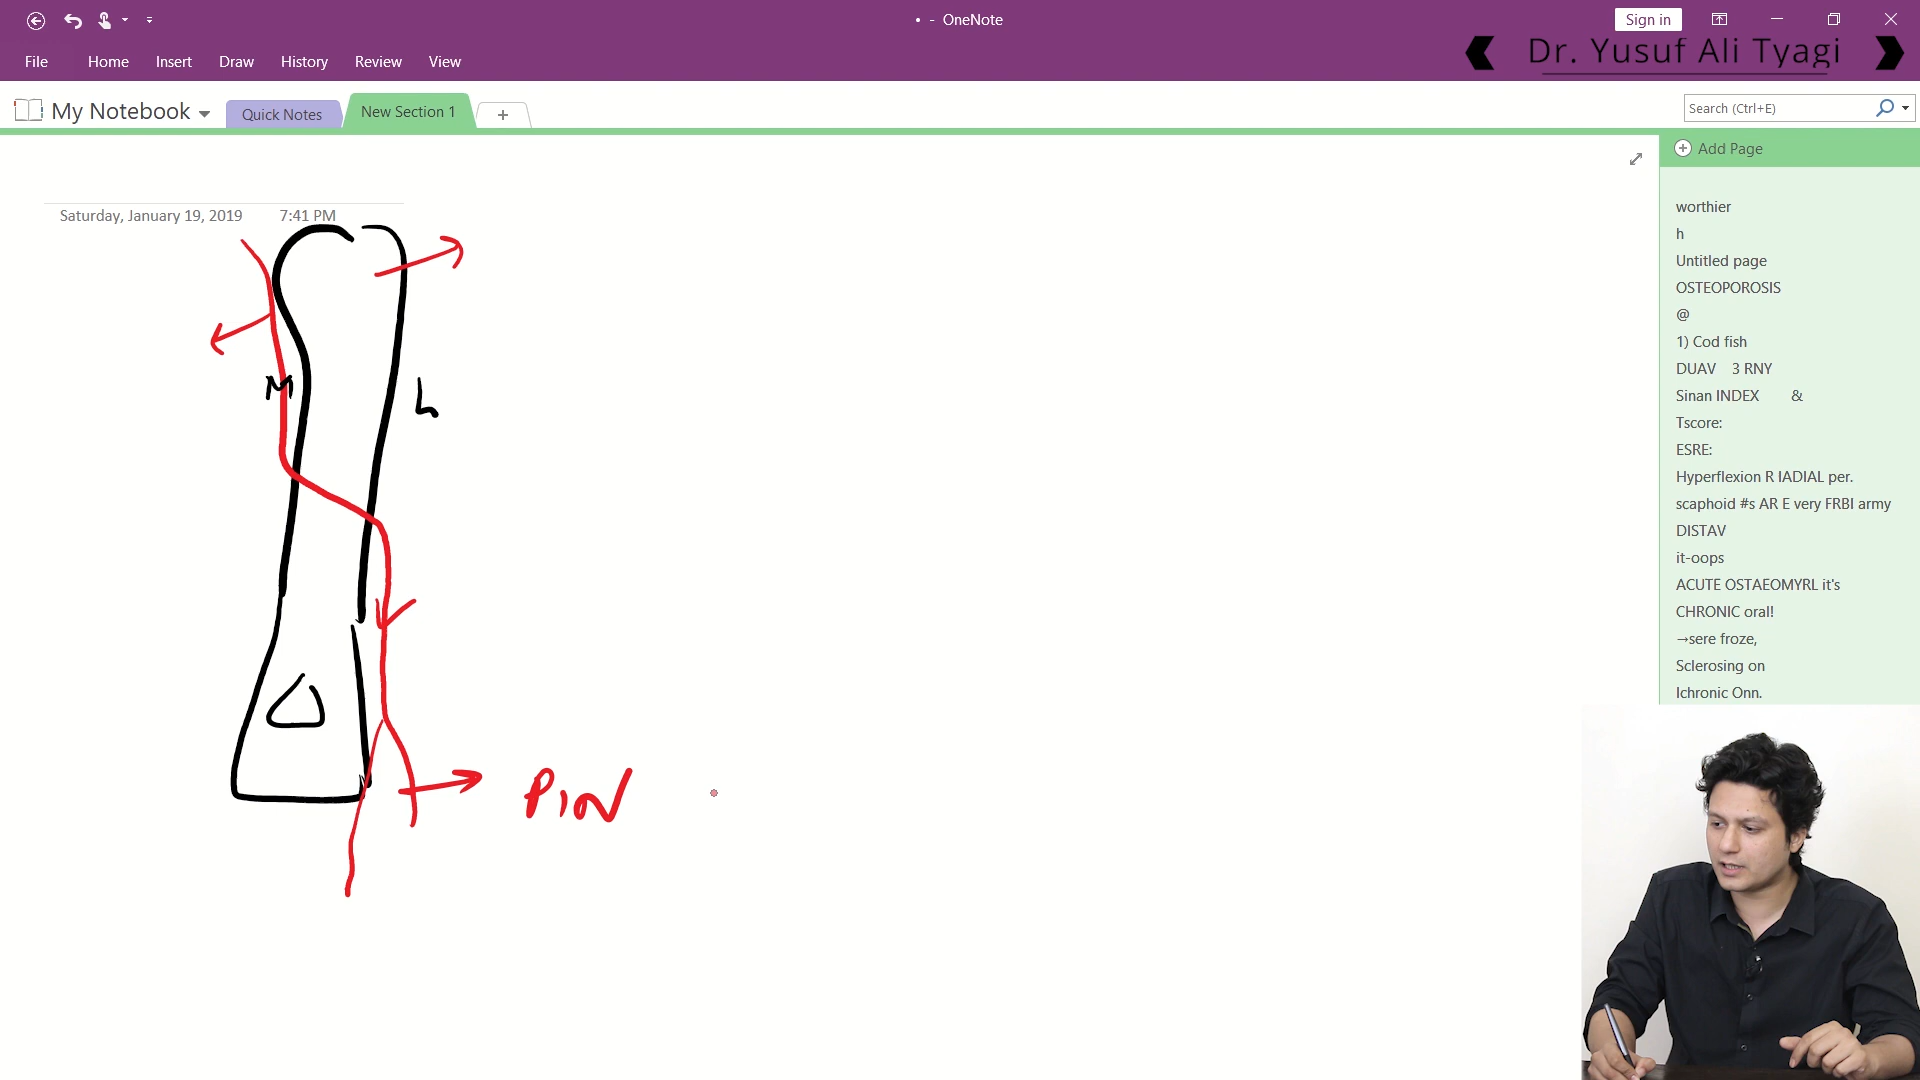 • - OneNote
Sign in
Dr. Yusuf Ali Tyagi
File Home Insert Draw History Review View
My Notebook
Quick Notes
New Section 1
+
Search (Ctrl+E)
Add Page
worthier
h
Untitled page
OSTEOPOROSIS
@
1) Cod fish
DUAV 3 RNY
Sinan INDEX &
Tscore:
ESRE:
Hyperflexion R IADIAL per.
scaphoid #s AR E very FRBI army
DISTAV
it-oops
ACUTE OSTAEOMYRL it's
CHRONIC oral!
→sere froze,
Sclerosing on
Ichronic Onn.
Saturday, January 19, 2019 7:41 PM
M
L
PIN